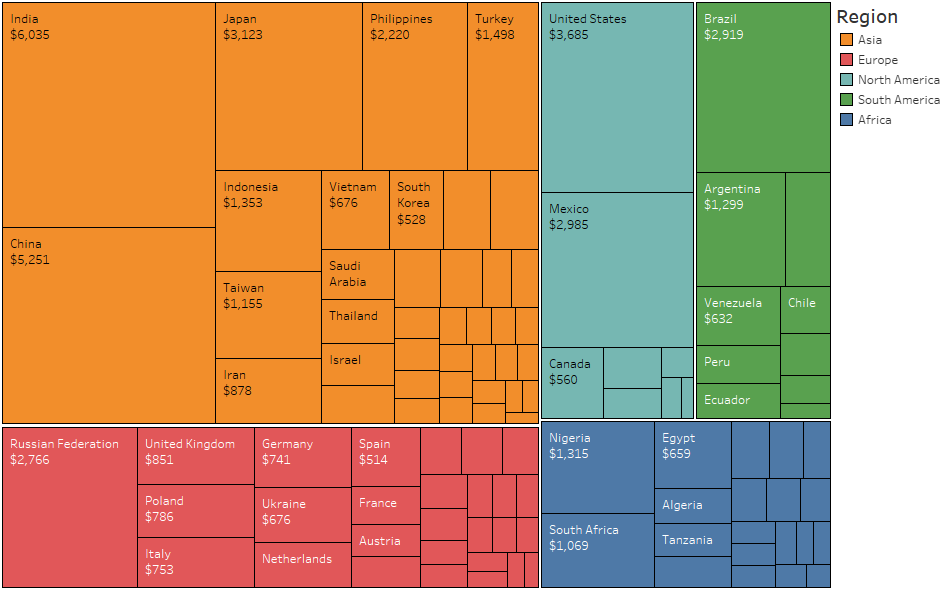 India
$6,035
China
$5,251
Japan
$3,123
Philippines
$2,220
Turkey
$1,498
Indonesia
$1,353
Taiwan
$1,155
Iran
$878
Vietnam
$676
South
Korea
$528
Saudi
Arabia
Thailand
Israel
United States
$3,685
Mexico
$2,985
Canada
$560
Brazil
$2,919
Argentina
$1,299
Venezuela
$632
Chile
Peru
Ecuador
Region
Asia
Europe
North America
South America
Africa
Russian Federation
$2,766
United Kingdom
$851
Poland
$786
Italy
$753
Germany
$741
Ukraine
$676
Netherlands
Spain
$514
France
Austria
Nigeria
$1,315
South Africa
$1,069
Egypt
$659
Algeria
Tanzania